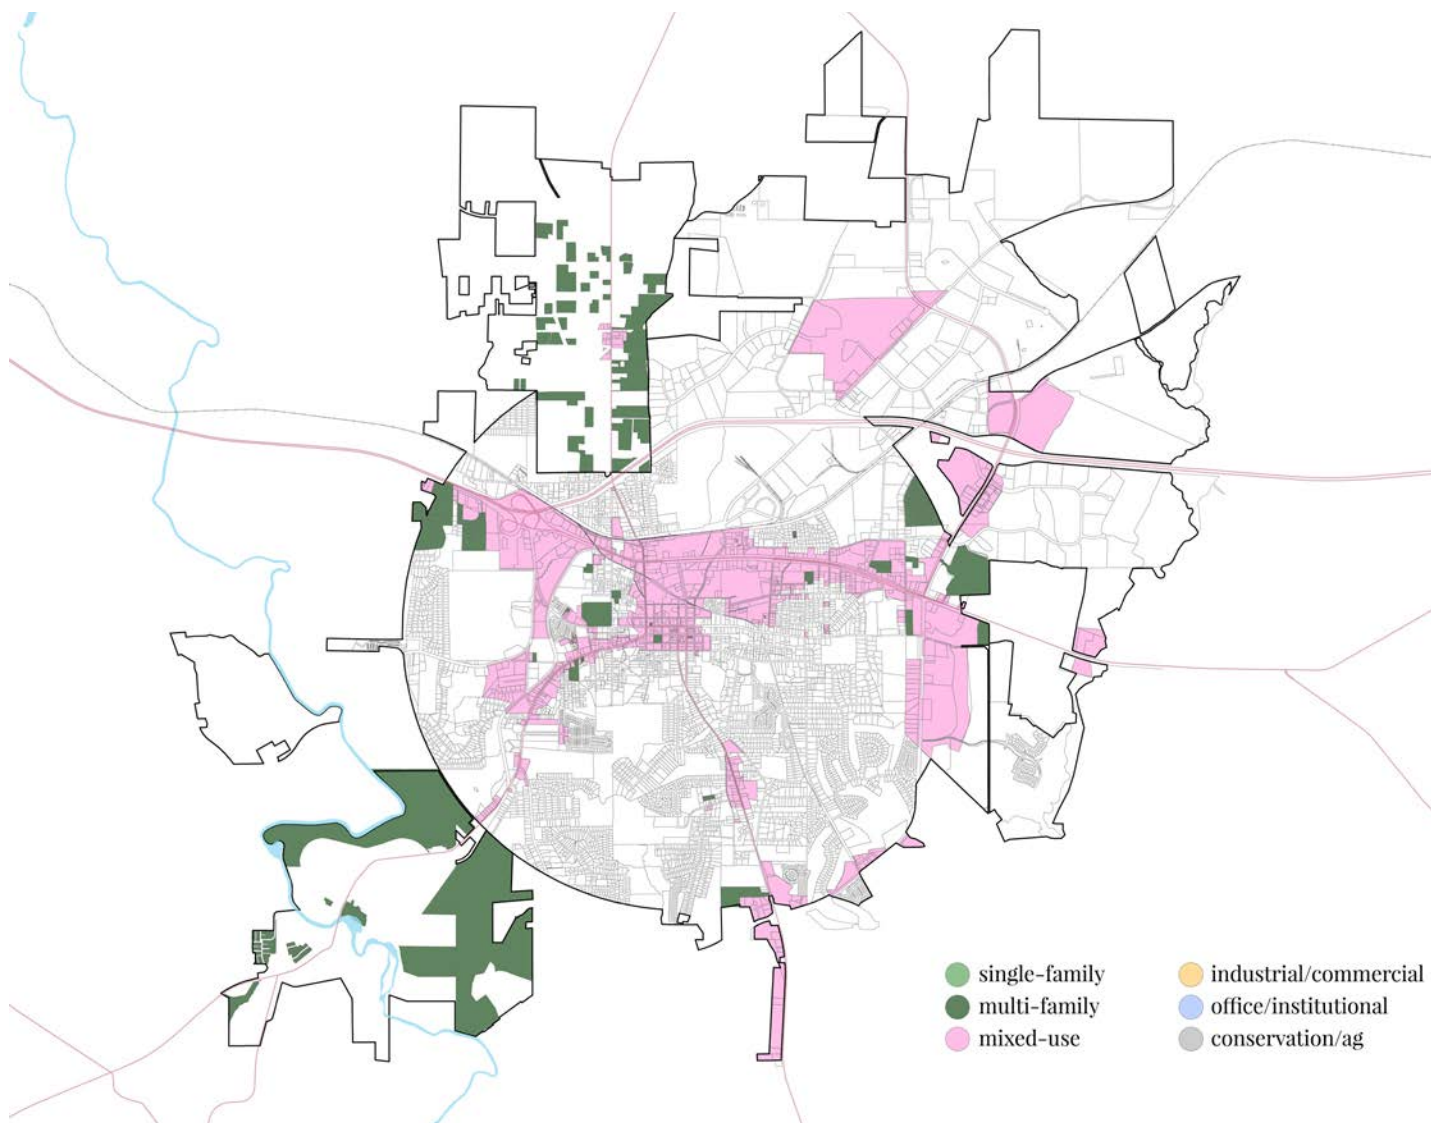 single-family
multi-family
mixed-use
industrial/commercial
office/institutional
conservation/ag